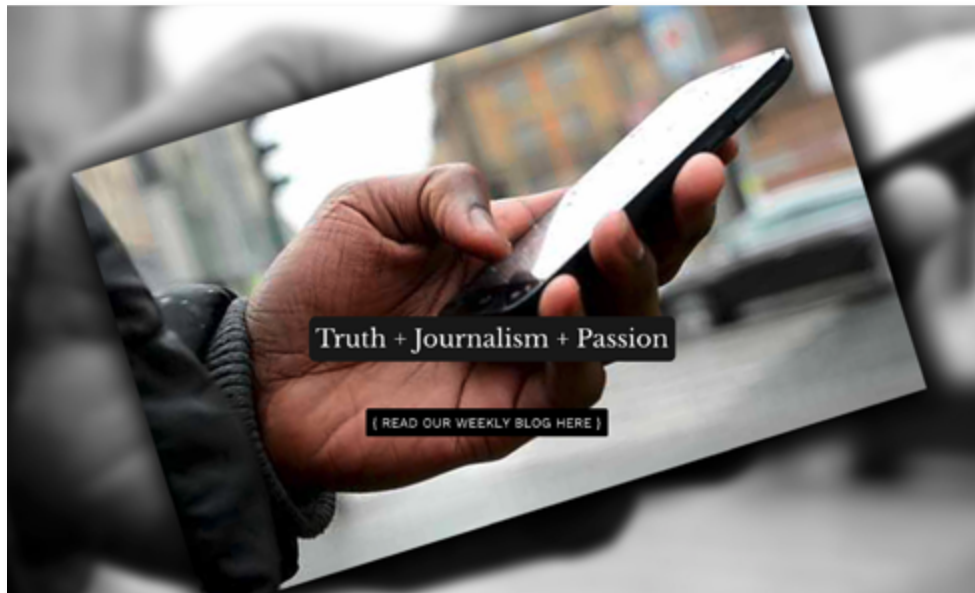 Truth + Journalism + Passion
{ READ OUR WEEKLY BLOG HERE }